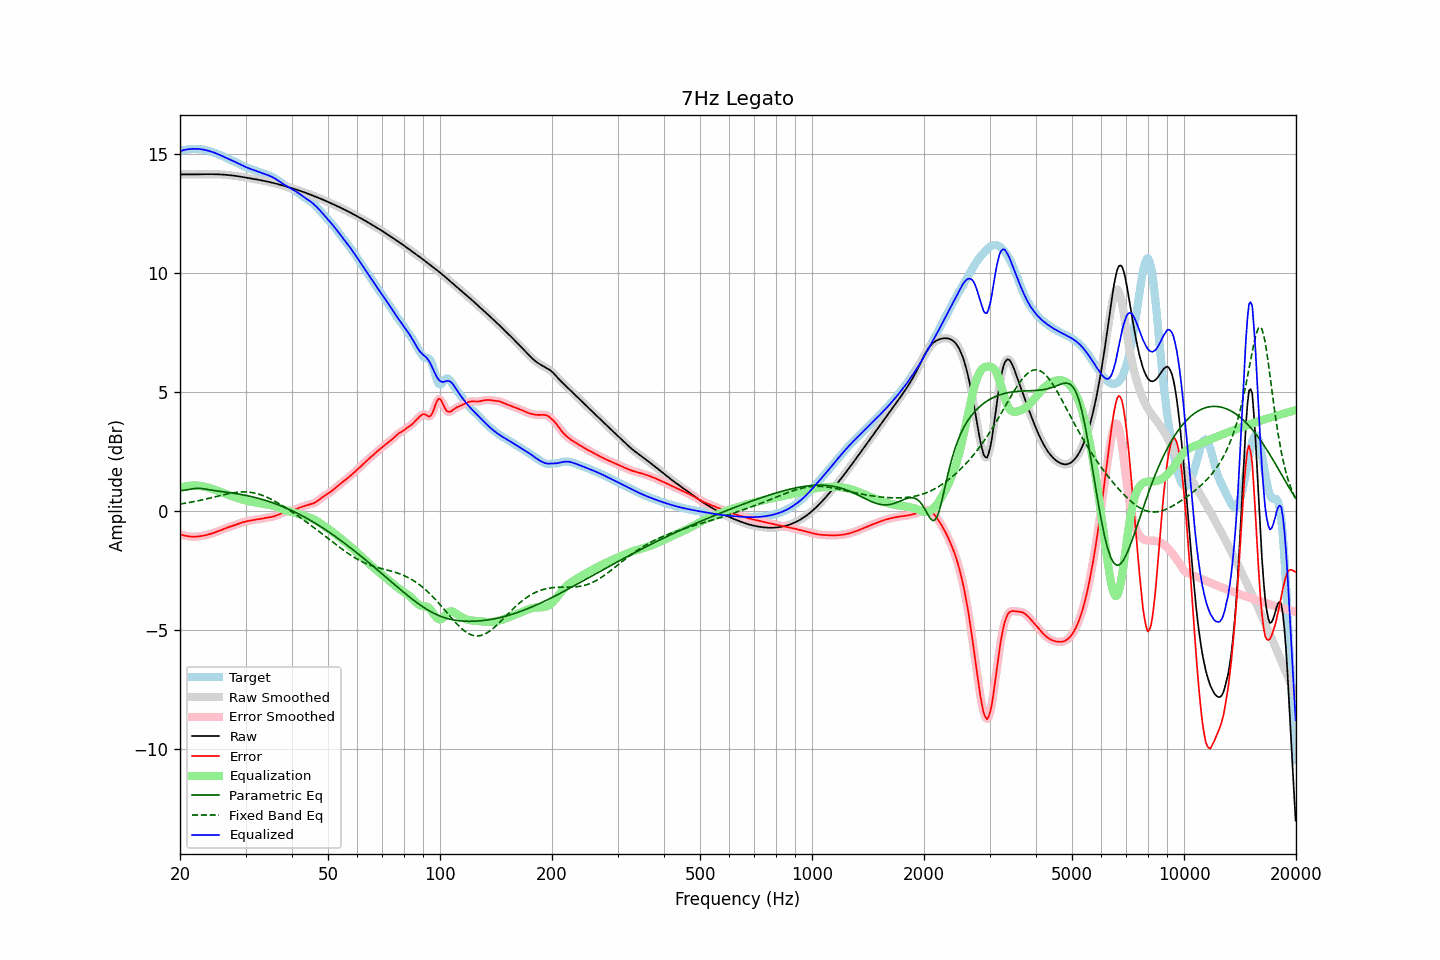 7Hz Legato
Amplitude (dBr)
15
10
5
0
−5
−10
Target
Raw Smoothed
Error Smoothed
Raw
Error
Equalization
Parametric Eq
Fixed Band Eq
Equalized
20
50
100
200
500
1000
2000
5000
10000
20000
Frequency (Hz)